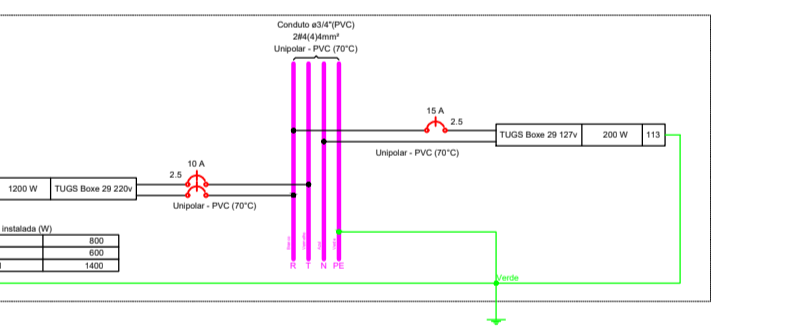 Conduto ø3/4"(PVC)
2#4(4)4mm²
Unipolar - PVC (70°C)
15 A
2.5
TUGS Boxe 29 127v
200 W
113
Unipolar - PVC (70°C)
10 A
2.5
1200 W
TUGS Boxe 29 220v
Unipolar - PVC (70°C)
instalada (W)
800
600
1400
R
T
N
PE
Verde